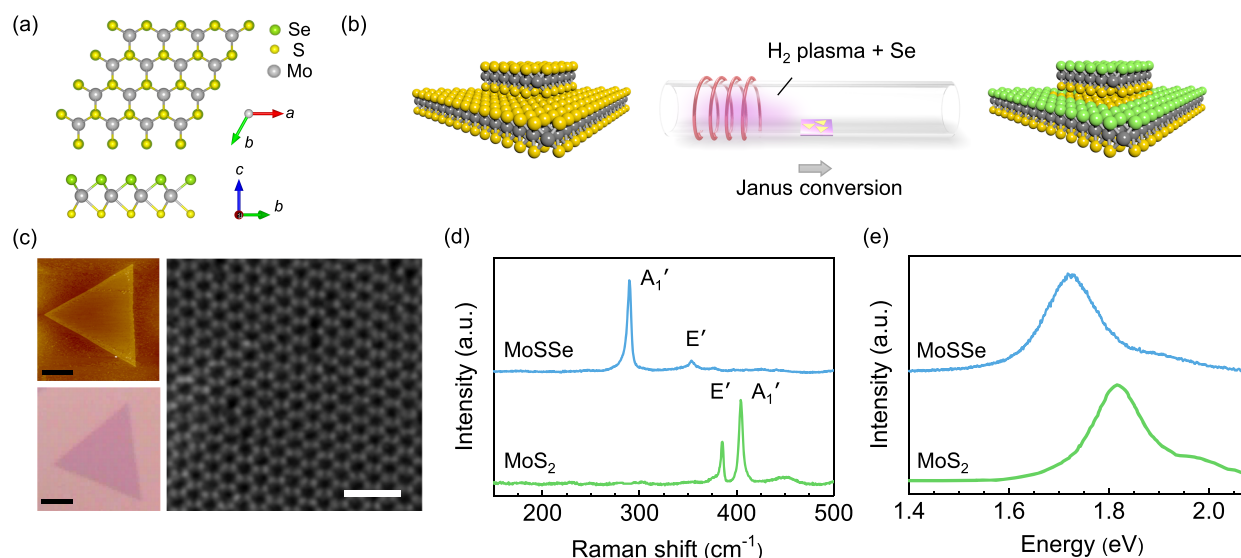 (a)
Se
S
Mo
a
b
c
b
(b)
H₂ plasma + Se
Janus conversion
(c)
(d)
A₁′
E′
MoSSe
E′
A₁′
MoS₂
Intensity (a.u.)
200
300
400
500
Raman shift (cm⁻¹)
(e)
MoSSe
MoS₂
Intensity (a.u.)
1.4
1.6
1.8
2.0
Energy (eV)